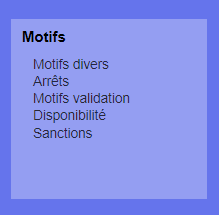 Motifs
Motifs divers
Arrêts
Motifs validation
Disponibilité
Sanctions